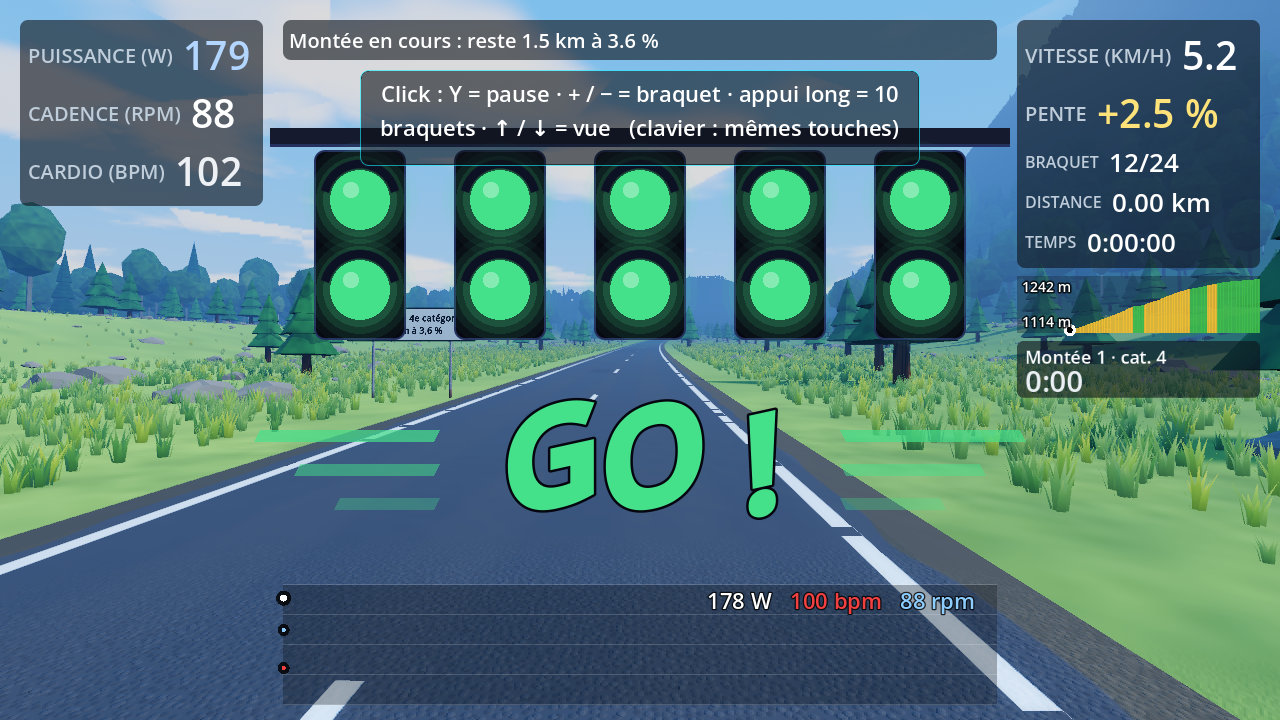 PUISSANCE (W) 179
CADENCE (RPM) 88
CARDIO (BPM) 102
Montée en cours : reste 1.5 km à 3.6 %
Click : Y = pause · + / − = braquet · appui long = 10
braquets · ↑ / ↓ = vue (clavier : mêmes touches)
VITESSE (KM/H) 5.2
PENTE +2.5 %
BRAQUET 12/24
DISTANCE 0.00 km
TEMPS 0:00:00
1242 m
1114 m
Montée 1 · cat. 4
0:00
4e catégor
à 3,6 %
GO !
178 W 100 bpm 88 rpm